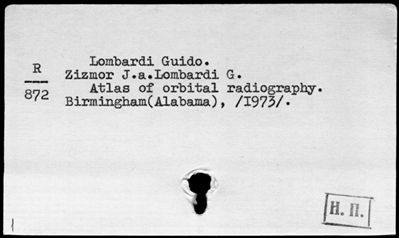 Lombardi Guido.
R
872
Zizmor J.a.Lombardi G.
Atlas of orbital radiography.
Birmingham(Alabama), /I973/.
Н. П.